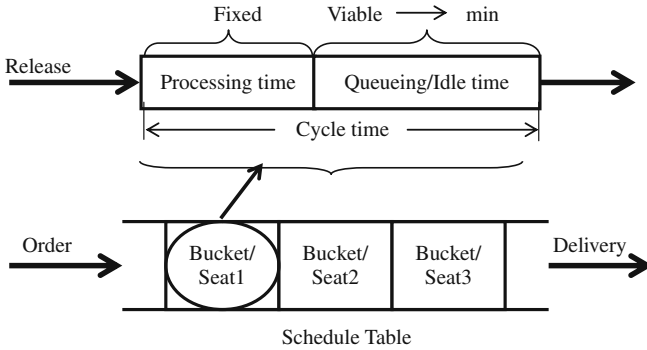 Fixed
Viable min
Release
Processing time
Queueing/Idle time
Cycle time
Order
Bucket/
Seat1
Bucket/
Seat2
Bucket/
Seat3
Delivery
Schedule Table